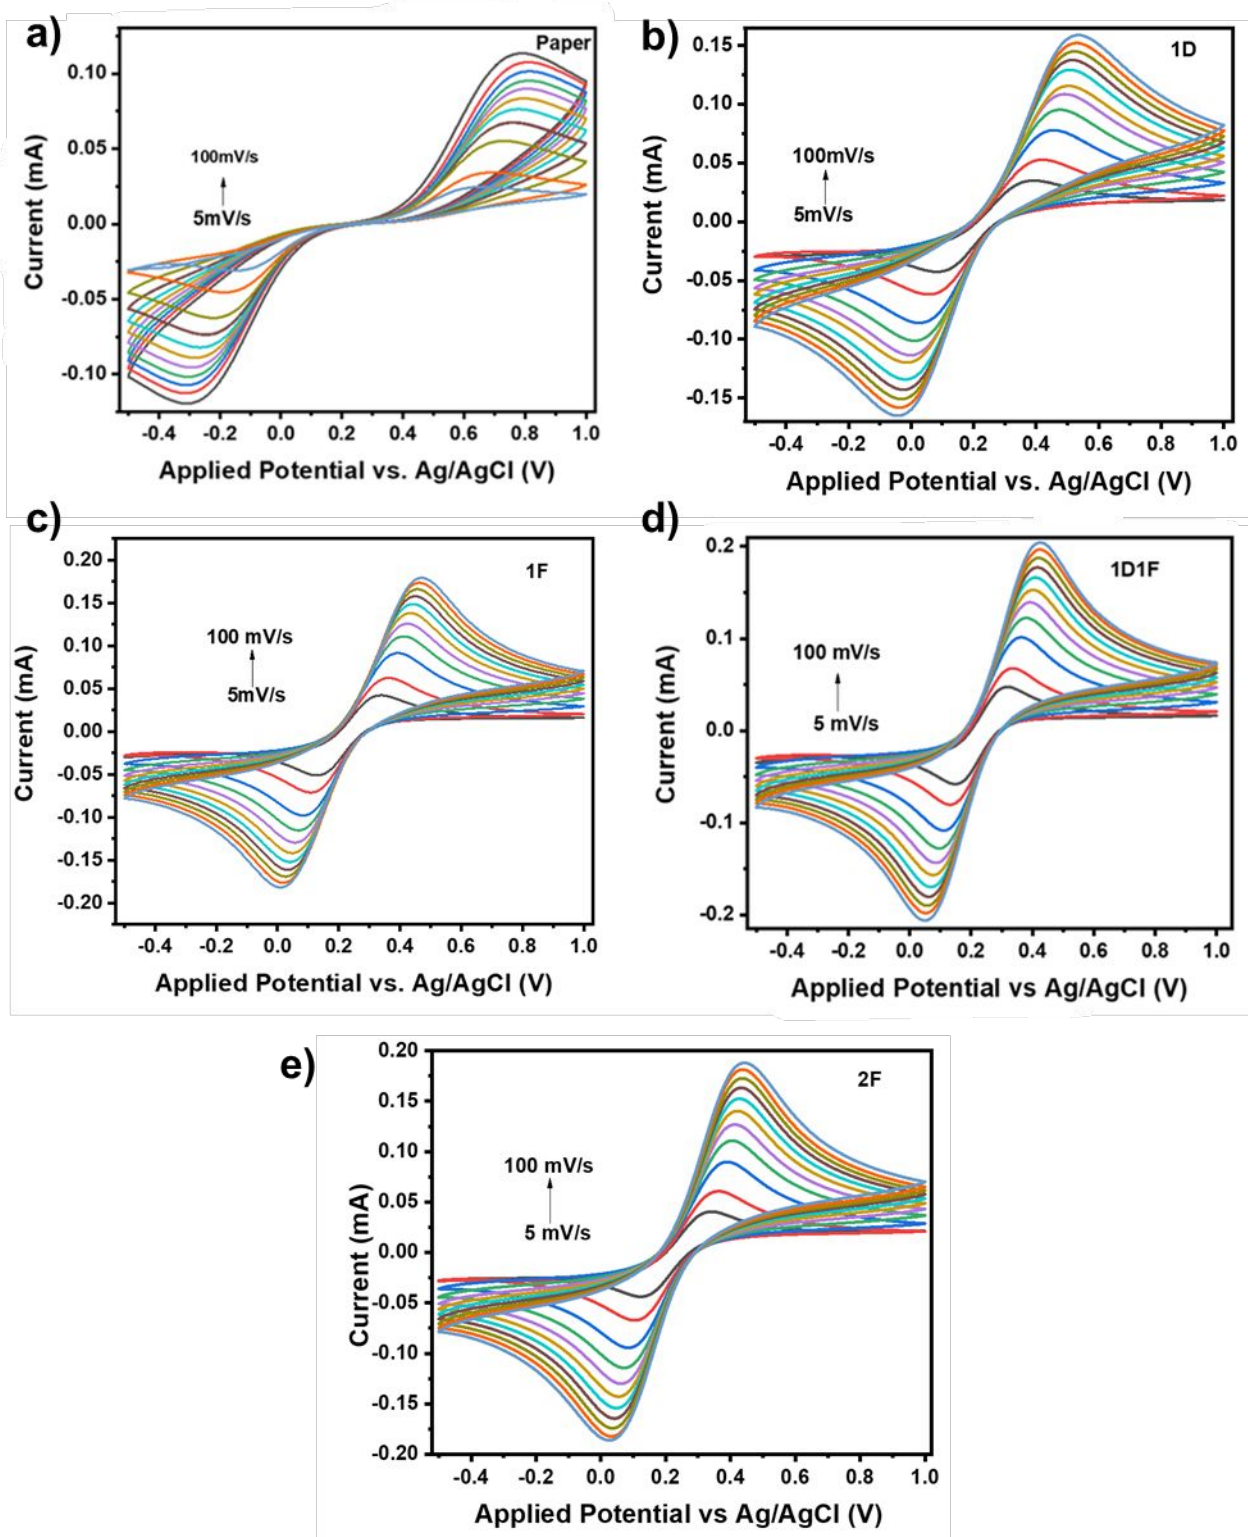 a)
Paper
0.10
0.05
0.00
-0.05
-0.10
Current (mA)
100mV/s
5mV/s
-0.4 -0.2 0.0 0.2 0.4 0.6 0.8 1.0
Applied Potential vs. Ag/AgCl (V)
b)
1D
0.15
0.10
0.05
0.00
-0.05
-0.10
-0.15
Current (mA)
100mV/s
5mV/s
-0.4 -0.2 0.0 0.2 0.4 0.6 0.8 1.0
Applied Potential vs. Ag/AgCl (V)
c)
1F
0.20
0.15
0.10
0.05
0.00
-0.05
-0.10
-0.15
-0.20
Current (mA)
100 mV/s
5mV/s
-0.4 -0.2 0.0 0.2 0.4 0.6 0.8 1.0
Applied Potential vs. Ag/AgCl (V)
d)
1D1F
0.2
0.1
0.0
-0.1
-0.2
Current (mA)
100 mV/s
5 mV/s
-0.4 -0.2 0.0 0.2 0.4 0.6 0.8 1.0
Applied Potential vs Ag/AgCl (V)
e)
2F
0.20
0.15
0.10
0.05
0.00
-0.05
-0.10
-0.15
-0.20
Current (mA)
100 mV/s
5 mV/s
-0.4 -0.2 0.0 0.2 0.4 0.6 0.8 1.0
Applied Potential vs Ag/AgCl (V)